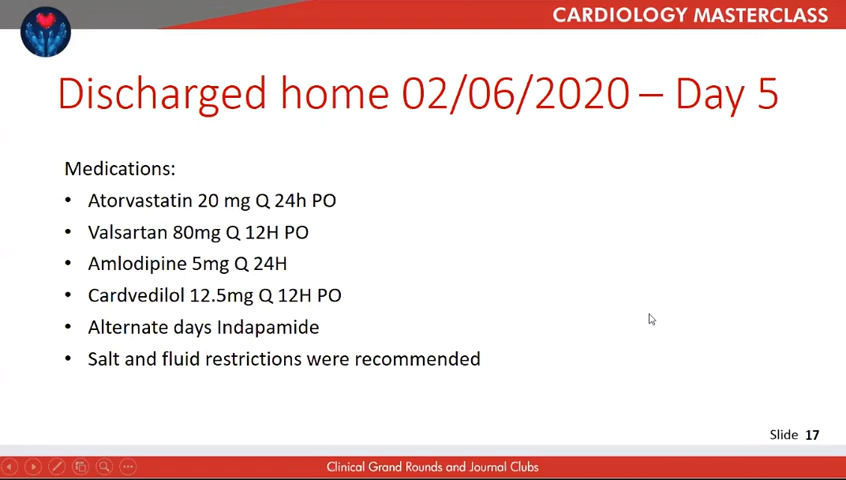 CARDIOLOGY MASTERCLASS
Discharged home 02/06/2020 – Day 5
Medications:
• Atorvastatin 20 mg Q 24h PO
• Valsartan 80mg Q 12H PO
• Amlodipine 5mg Q 24H
• Cardvedilol 12.5mg Q 12H PO
• Alternate days Indapamide
• Salt and fluid restrictions were recommended
Slide 17
Clinical Grand Rounds and Journal Clubs